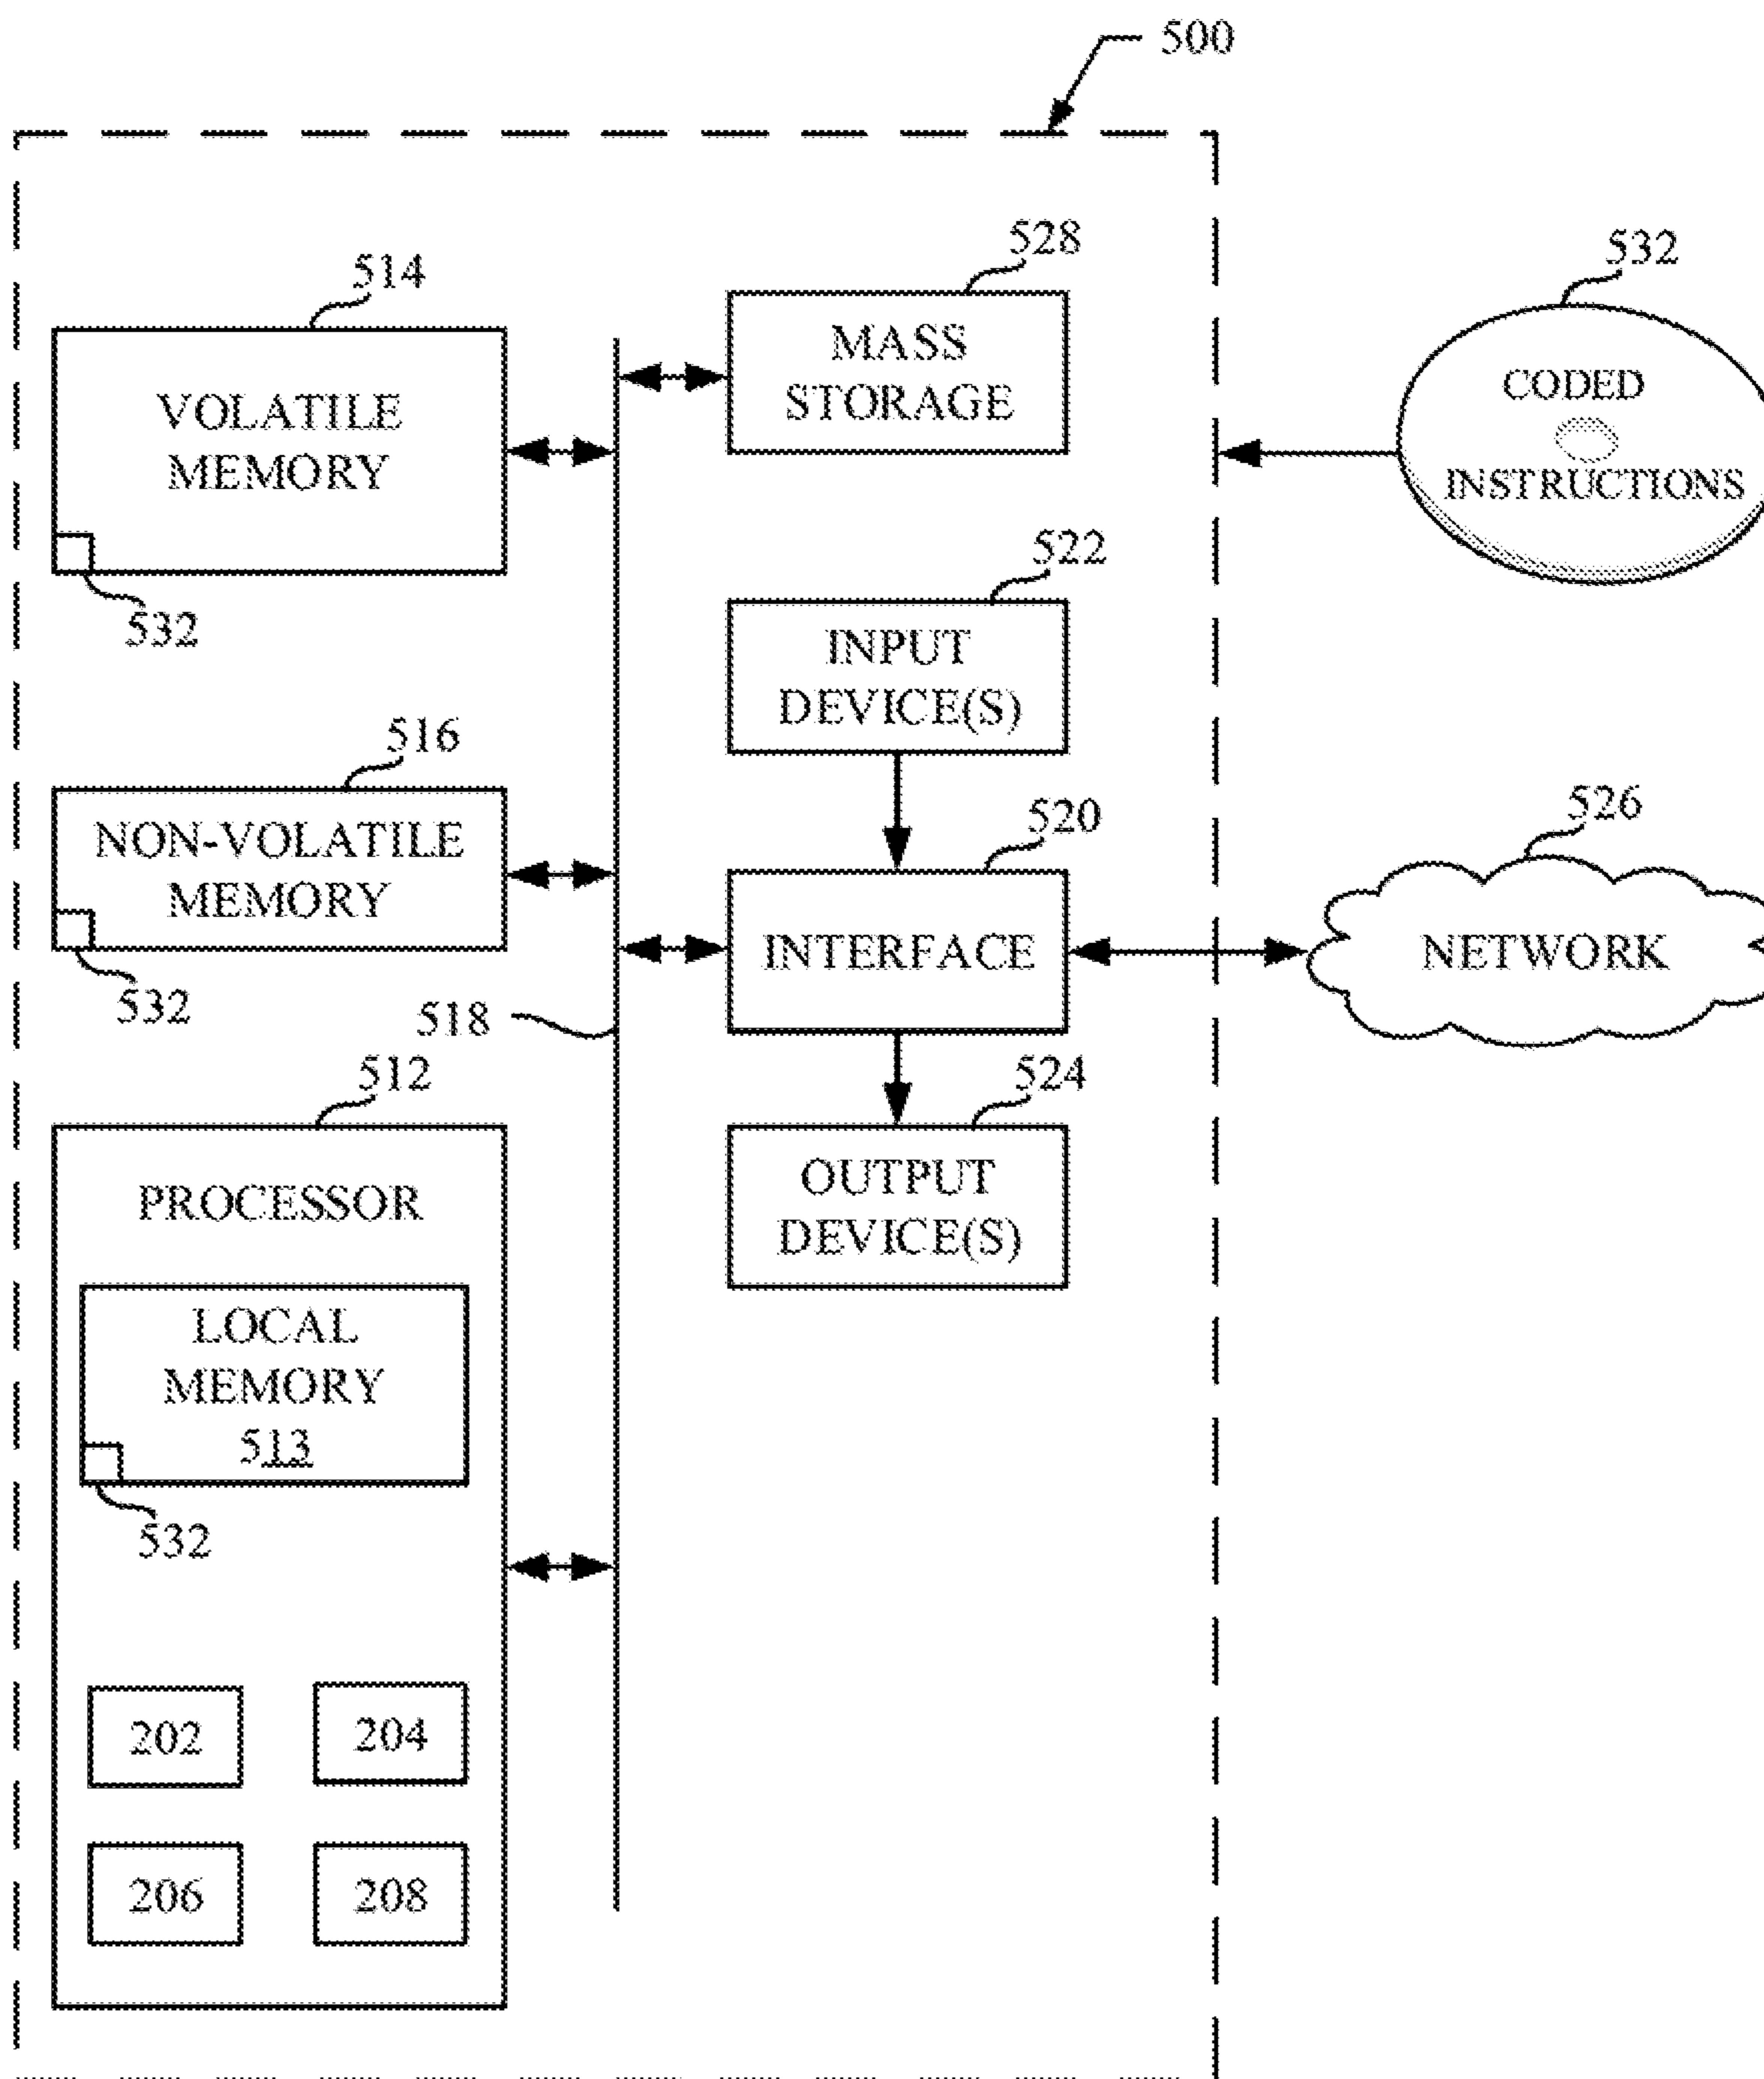 500
514
VOLATILE
MEMORY
532
528
MASS
STORAGE
532
CODED
INSTRUCTIONS
522
INPUT
DEVICE(S)
516
NON-VOLATILE
MEMORY
532
518
520
INTERFACE
526
NETWORK
512
PROCESSOR
LOCAL
MEMORY
513
532
524
OUTPUT
DEVICE(S)
202
204
206
208